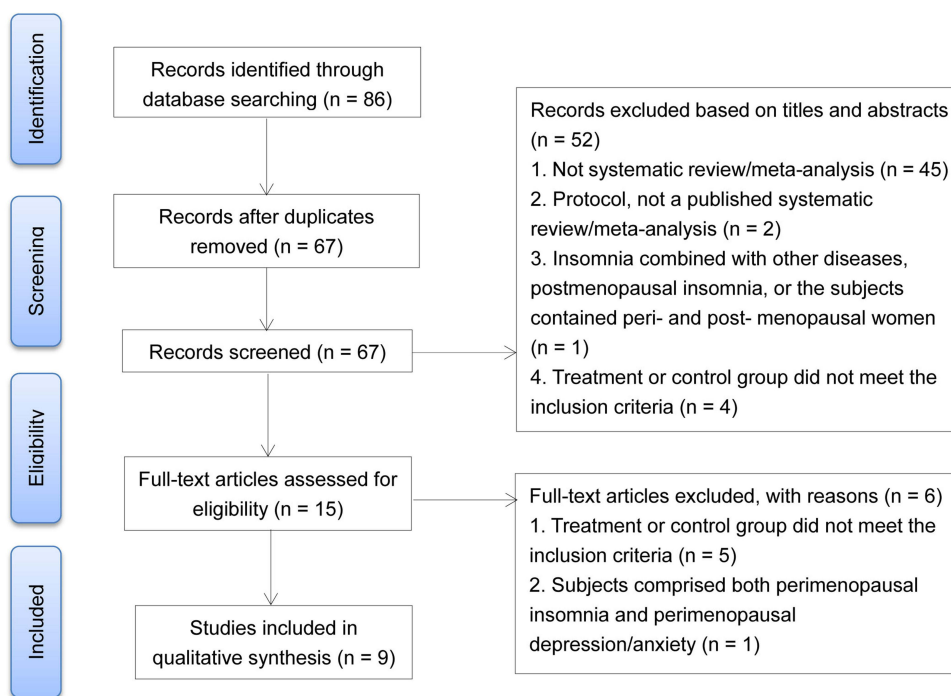 Identification
Records identified through
database searching (n = 86)
Records after duplicates
removed (n = 67)
Screening
Records screened (n = 67)
Records excluded based on titles and abstracts
(n = 52)
1. Not systematic review/meta-analysis (n = 45)
2. Protocol, not a published systematic
review/meta-analysis (n = 2)
3. Insomnia combined with other diseases,
postmenopausal insomnia, or the subjects
contained peri- and post- menopausal women
(n = 1)
4. Treatment or control group did not meet the
inclusion criteria (n = 4)
Eligibility
Full-text articles assessed for
eligibility (n = 15)
Full-text articles excluded, with reasons (n = 6)
1. Treatment or control group did not meet the
inclusion criteria (n = 5)
2. Subjects comprised both perimenopausal
insomnia and perimenopausal
depression/anxiety (n = 1)
Included
Studies included in
qualitative synthesis (n = 9)